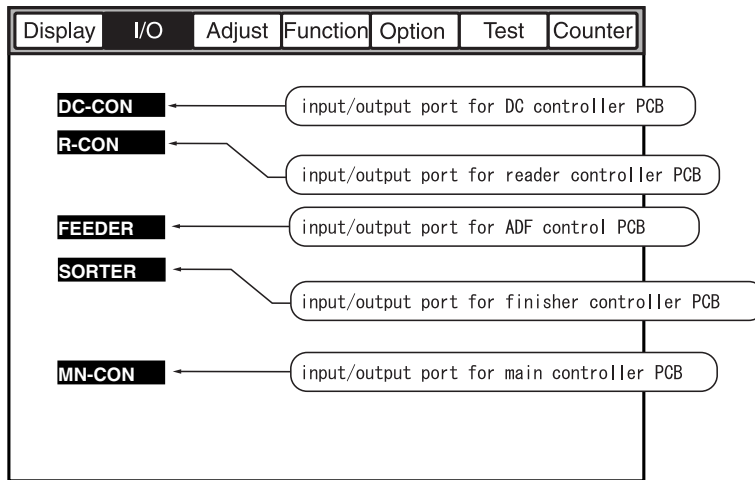 Display I/O Adjust Function Option Test Counter
DC-CON input/output port for DC controller PCB
R-CON
input/output port for reader controller PCB
FEEDER input/output port for ADF control PCB
SORTER
input/output port for finisher controller PCB
MN-CON input/output port for main controller PCB